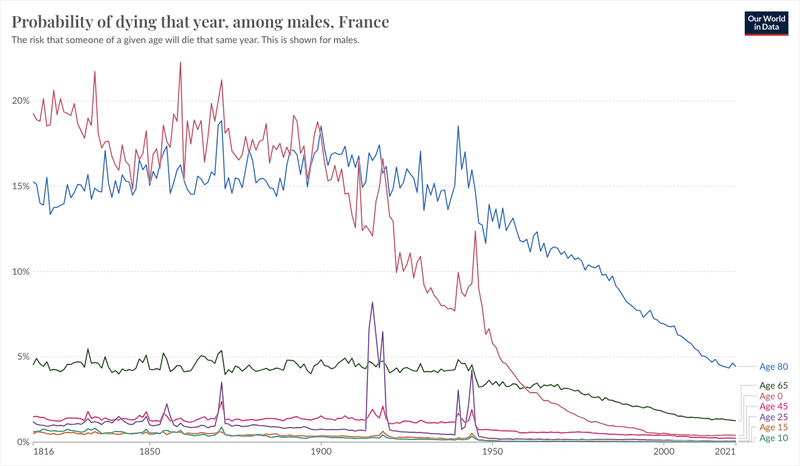 Probability of dying that year, among males, France
Our World
in Data
The risk that someone of a given age will die that same year. This is shown for males.
20%
15%
10%
5%
0%
Age 80
Age 65
Age 0
Age 45
Age 25
Age 15
Age 10
1816
1850
1900
1950
2000
2021